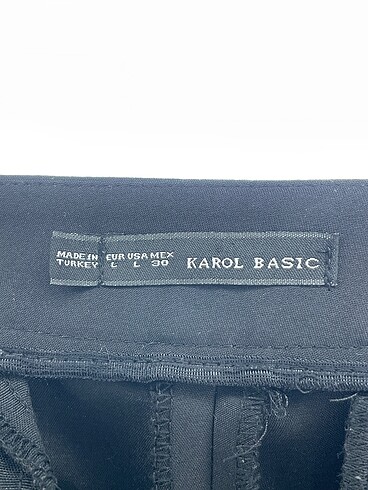 MADE IN EUR USA MEX KAROL BASIC
TURKEY L L 30